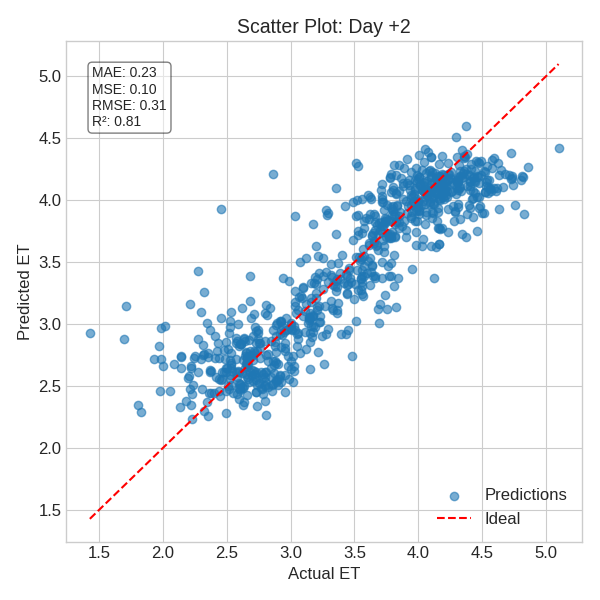 Scatter Plot: Day +2
MAE: 0.23
MSE: 0.10
RMSE: 0.31
R²: 0.81
Predicted ET
5.0
4.5
4.0
3.5
3.0
2.5
2.0
1.5
Predictions
Ideal
1.5 2.0 2.5 3.0 3.5 4.0 4.5 5.0
Actual ET